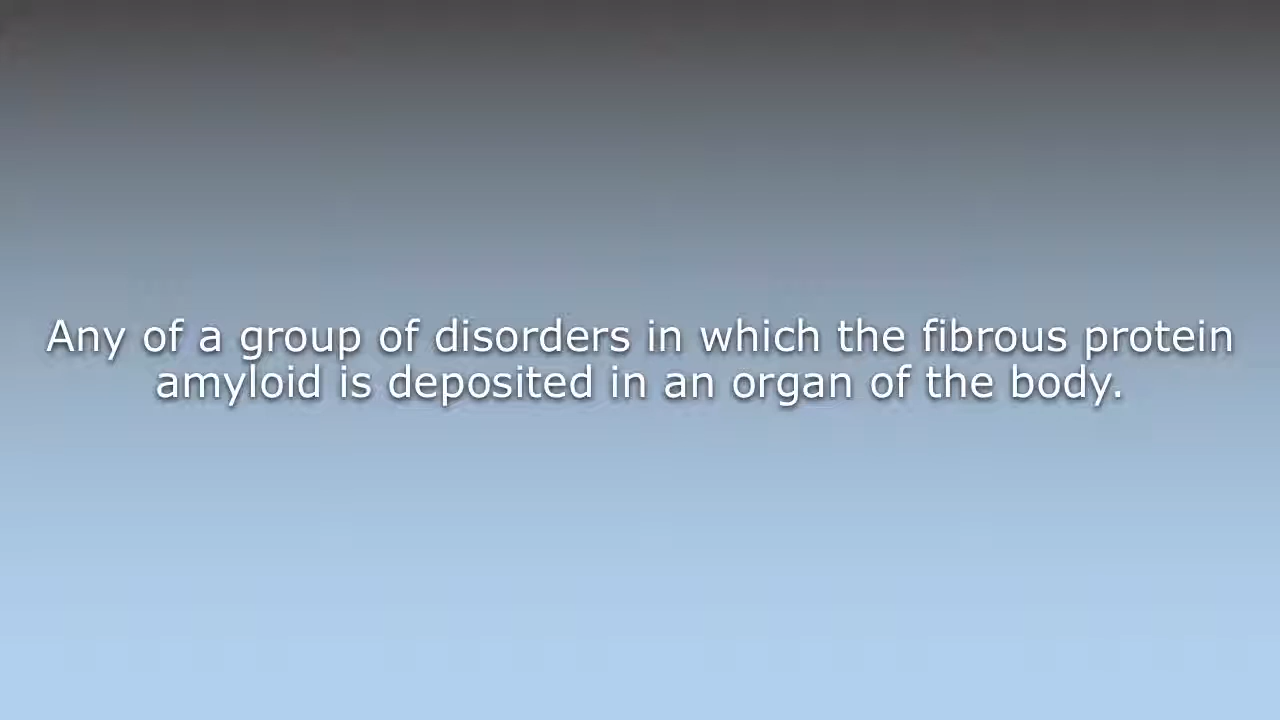 Any of a group of disorders in which the fibrous protein
amyloid is deposited in an organ of the body.